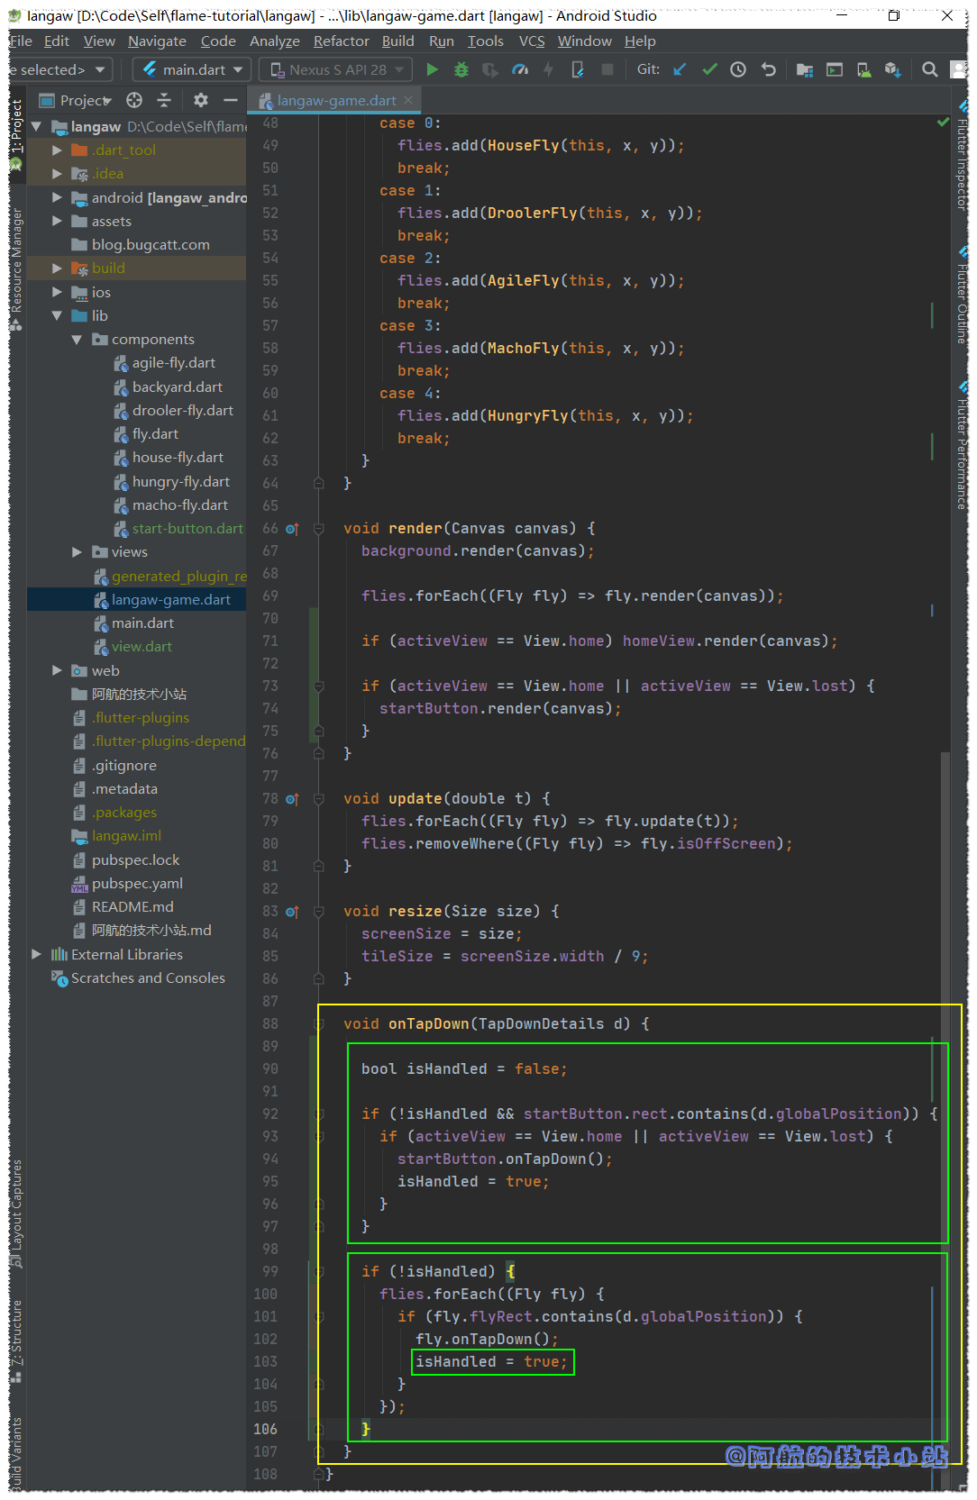 langaw [D:\Code\Self\flame-tutorial\langaw] - ...\lib\langaw-game.dart [langaw] - Android Studio
File Edit View Navigate Code Analyze Refactor Build Run Tools VCS Window Help
e selected> main.dart Nexus S API 28 Git:
Project langaw-game.dart
1: Project
Resource Manager
Layout Captures
7: Structure
Build Variants
langaw D:\Code\Self\flame
.dart_tool
.idea
android [langaw_andro
assets
blog.bugcatt.com
build
ios
lib
components
agile-fly.dart
backyard.dart
drooler-fly.dart
fly.dart
house-fly.dart
hungry-fly.dart
macho-fly.dart
start-button.dart
views
generated_plugin_re
langaw-game.dart
main.dart
view.dart
web
阿航的技术小站
.flutter-plugins
.flutter-plugins-depend
.gitignore
.metadata
.packages
langaw.iml
pubspec.lock
pubspec.yaml
README.md
阿航的技术小站.md
External Libraries
Scratches and Consoles
48 case 0:
49 flies.add(HouseFly(this, x, y));
50 break;
51 case 1:
52 flies.add(DroolerFly(this, x, y));
53 break;
54 case 2:
55 flies.add(AgileFly(this, x, y));
56 break;
57 case 3:
58 flies.add(MachoFly(this, x, y));
59 break;
60 case 4:
61 flies.add(HungryFly(this, x, y));
62 break;
63 }
64 }
65
66 void render(Canvas canvas) {
67 background.render(canvas);
68
69 flies.forEach((Fly fly) => fly.render(canvas));
70
71 if (activeView == View.home) homeView.render(canvas);
72
73 if (activeView == View.home || activeView == View.lost) {
74 startButton.render(canvas);
75 }
76 }
77
78 void update(double t) {
79 flies.forEach((Fly fly) => fly.update(t));
80 flies.removeWhere((Fly fly) => fly.isOffScreen);
81 }
82
83 void resize(Size size) {
84 screenSize = size;
85 tileSize = screenSize.width / 9;
86 }
87
88 void onTapDown(TapDownDetails d) {
89
90 bool isHandled = false;
91
92 if (!isHandled && startButton.rect.contains(d.globalPosition)) {
93 if (activeView == View.home || activeView == View.lost) {
94 startButton.onTapDown();
95 isHandled = true;
96 }
97 }
98
99 if (!isHandled) {
100 flies.forEach((Fly fly) {
101 if (fly.flyRect.contains(d.globalPosition)) {
102 fly.onTapDown();
103 isHandled = true;
104 }
105 });
106 }
107 }
108 }
Flutter Inspector
Flutter Outline
Flutter Performance
@阿航的技术小站